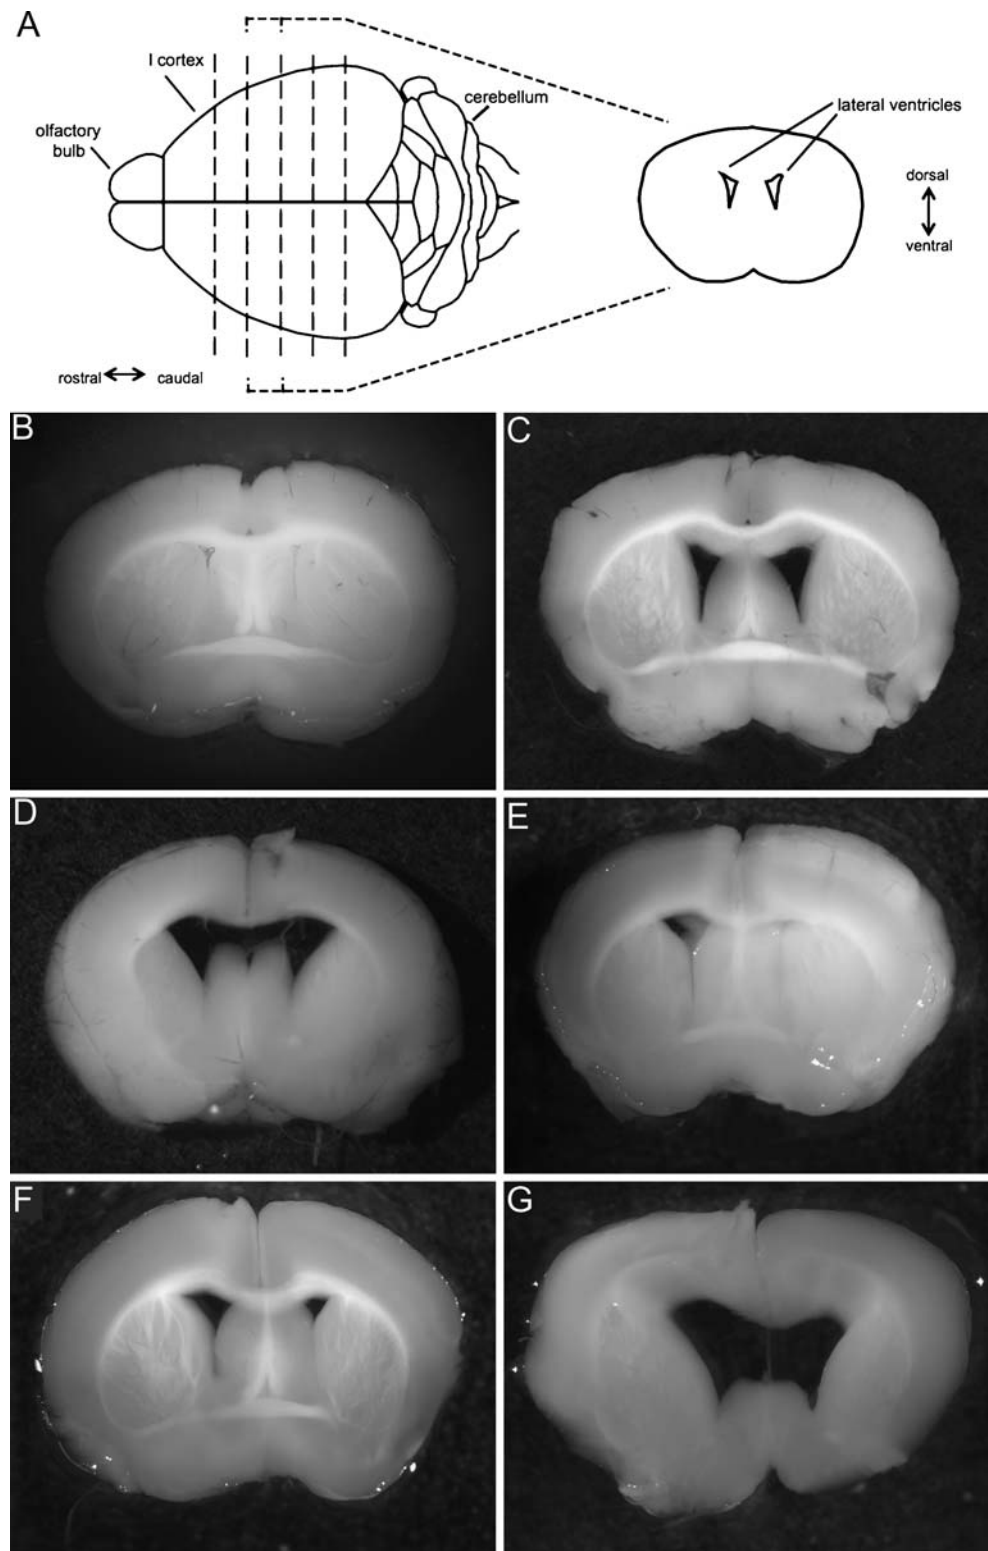 A
l cortex
olfactory
bulb
cerebellum
lateral ventricles
dorsal
ventral
rostral
caudal
B
C
D
E
F
G